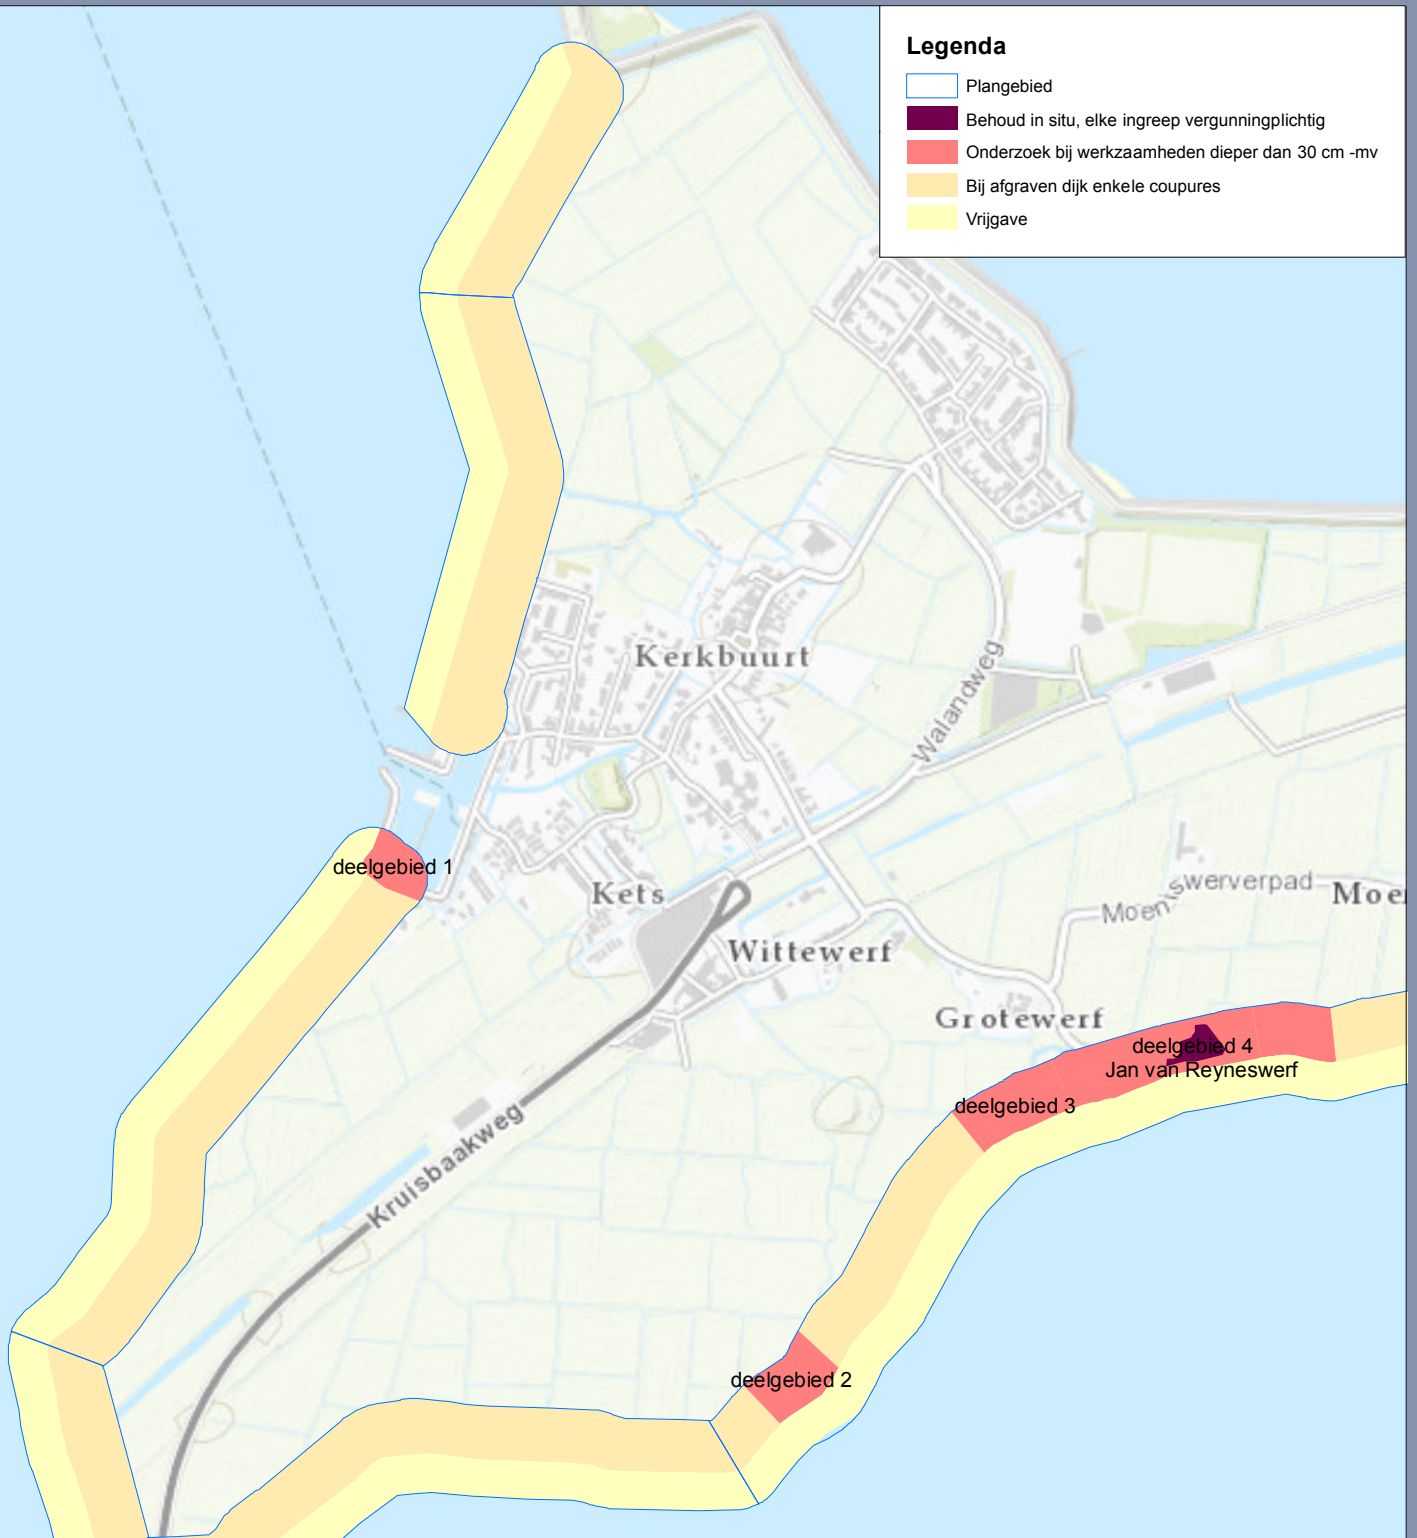 Legenda
Plangebied
Behoud in situ, elke ingreep vergunningplichtig
Onderzoek bij werkzaamheden dieper dan 30 cm -mv
Bij afgraven dijk enkele coupures
Vrijgave
Kerkbuurt
Walandweg
deelgebied 1
Kets
Moenswerverpad
Moe
Wittewerf
Grotewerf
deelgebied 4
Jan van Reyneswerf
deelgebied 3
Kruisbaakweg
deelgebied 2